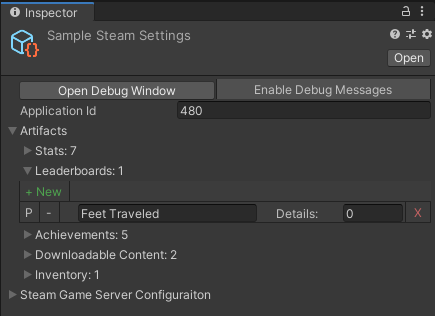 Inspector
Sample Steam Settings
Open
Open Debug Window Enable Debug Messages
Application Id 480
Artifacts
Stats: 7
Leaderboards: 1
+ New
P - Feet Traveled Details: 0 X
Achievements: 5
Downloadable Content: 2
Inventory: 1
Steam Game Server Configuraiton